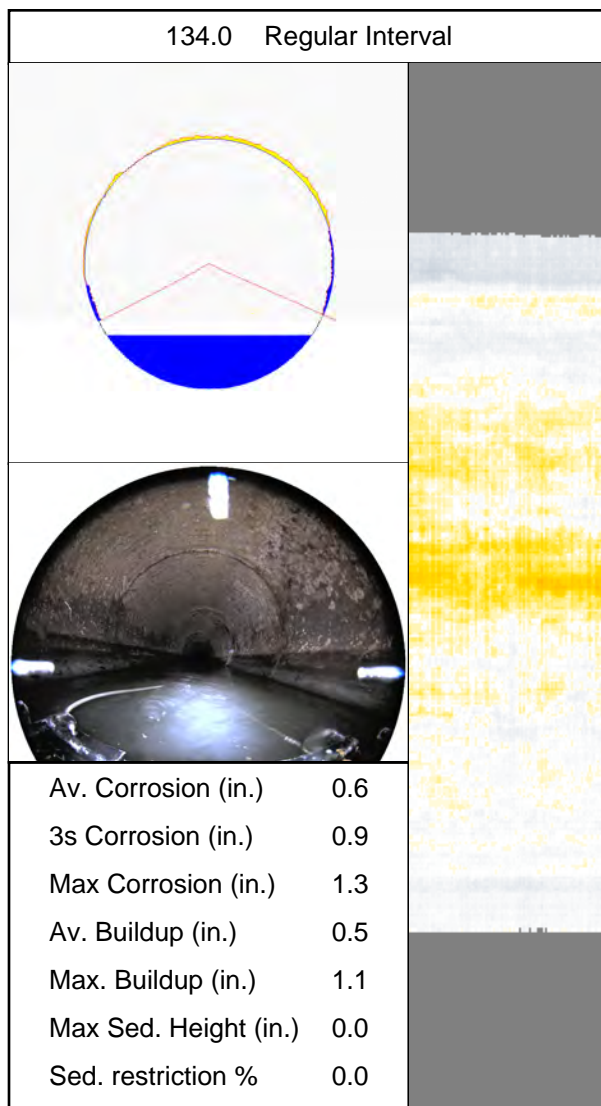 134.0 Regular Interval
Av. Corrosion (in.) 0.6
3s Corrosion (in.) 0.9
Max Corrosion (in.) 1.3
Av. Buildup (in.) 0.5
Max. Buildup (in.) 1.1
Max Sed. Height (in.) 0.0
Sed. restriction % 0.0